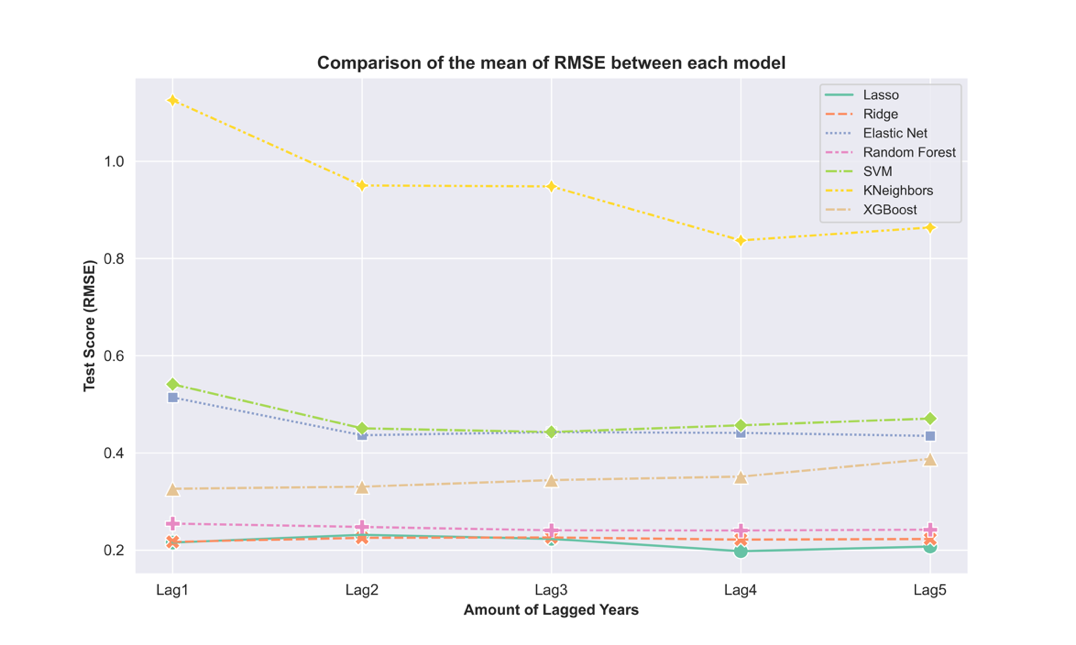 Comparison of the mean of RMSE between each model
Lasso
Ridge
Elastic Net
Random Forest
SVM
KNeighbors
XGBoost
1.0
0.8
0.6
0.4
0.2
Test Score (RMSE)
Lag1 Lag2 Lag3 Lag4 Lag5
Amount of Lagged Years